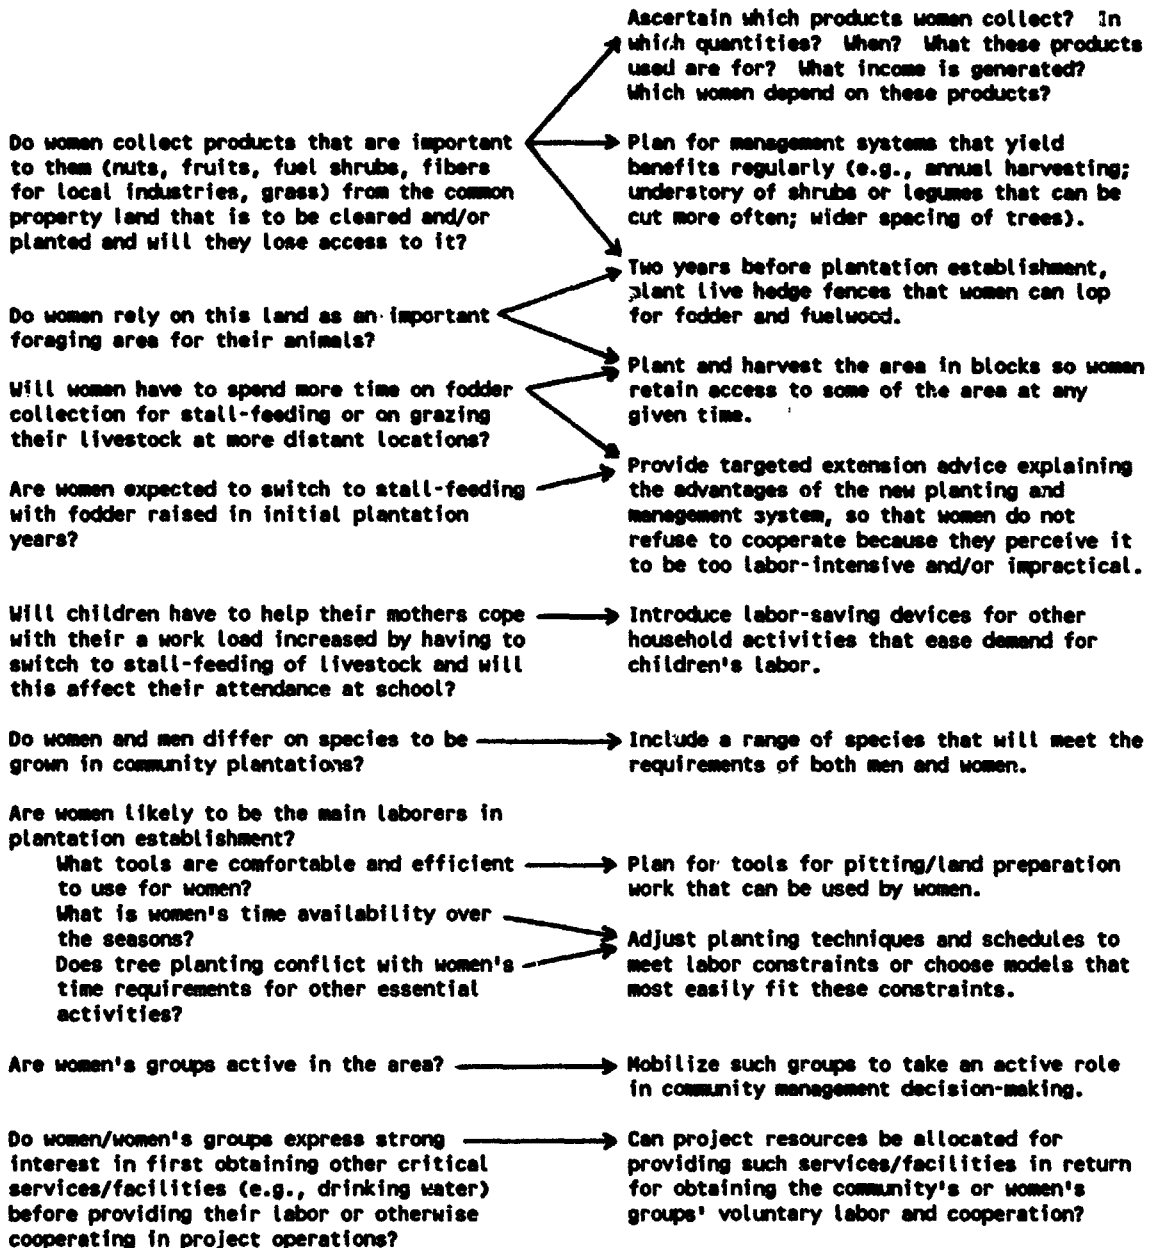 Do women collect products that are important
to them (nuts, fruits, fuel shrubs, fibers
for local industries, grass) from the common
property land that is to be cleared and/or
planted and will they lose access to it?
Do women rely on this land as an important
foraging area for their animals?
Will women have to spend more time on fodder
collection for stall-feeding or on grazing
their livestock at more distant locations?
Are women expected to switch to stall-feeding
with fodder raised in initial plantation
years?
Will children have to help their mothers cope
with their a work load increased by having to
switch to stall-feeding of livestock and will
this affect their attendance at school?
Do women and men differ on species to be
grown in community plantations?
Are women likely to be the main laborers in
plantation establishment?
What tools are comfortable and efficient
to use for women?
What is women's time availability over
the seasons?
Does tree planting conflict with women's
time requirements for other essential
activities?
Are women's groups active in the area?
Do women/women's groups express strong
interest in first obtaining other critical
services/facilities (e.g., drinking water)
before providing their labor or otherwise
cooperating in project operations?
Ascertain which products women collect? In
which quantities? When? What these products
used are for? What income is generated?
Which women depend on these products?
Plan for management systems that yield
benefits regularly (e.g., annual harvesting;
understory of shrubs or legumes that can be
cut more often; wider spacing of trees).
Two years before plantation establishment,
plant live hedge fences that women can lop
for fodder and fuelwood.
Plant and harvest the area in blocks so women
retain access to some of the area at any
given time.
Provide targeted extension advice explaining
the advantages of the new planting and
management system, so that women do not
refuse to cooperate because they perceive it
to be too labor-intensive and/or impractical.
Introduce labor-saving devices for other
household activities that ease demand for
children's labor.
Include a range of species that will meet the
requirements of both men and women.
Plan for tools for pitting/land preparation
work that can be used by women.
Adjust planting techniques and schedules to
meet labor constraints or choose models that
most easily fit these constraints.
Mobilize such groups to take an active role
in community management decision-making.
Can project resources be allocated for
providing such services/facilities in return
for obtaining the community's or women's
groups' voluntary labor and cooperation?